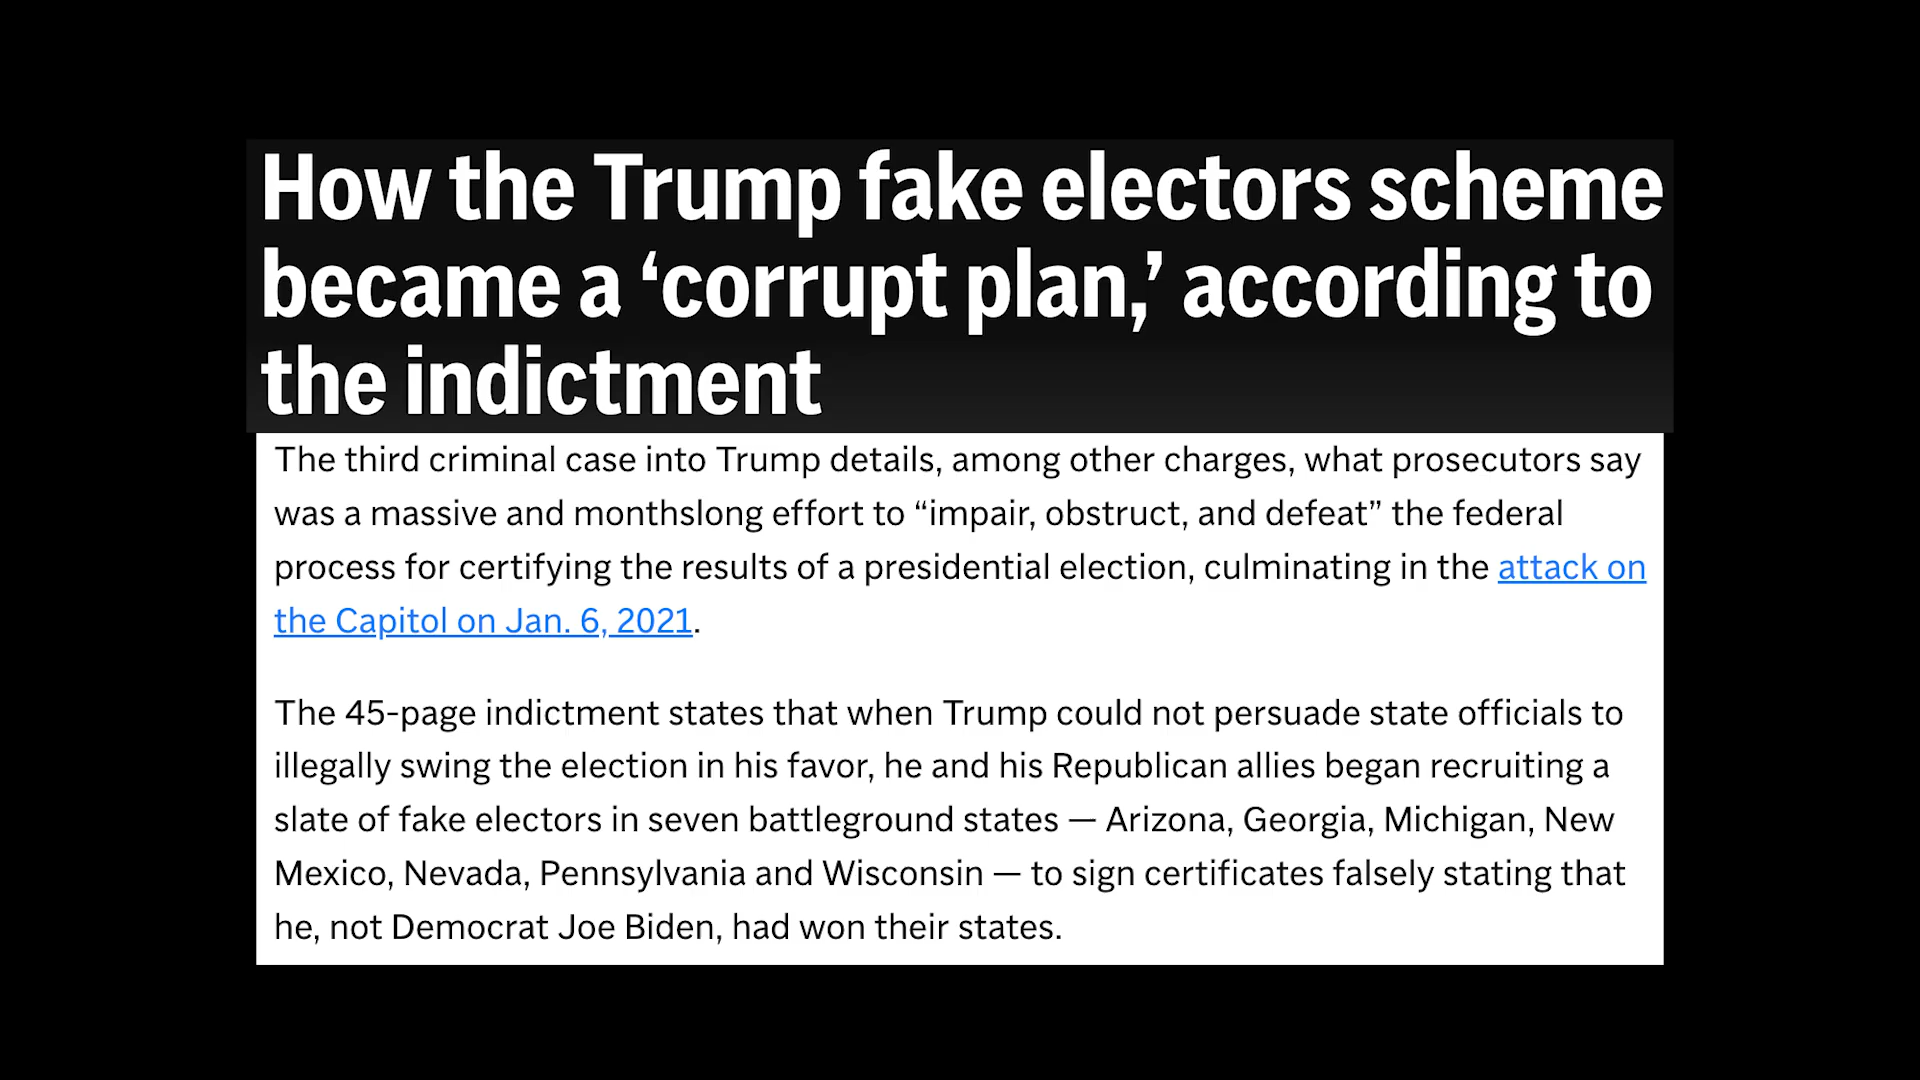 How the Trump fake electors scheme
became a ‘corrupt plan,’ according to
the indictment
The third criminal case into Trump details, among other charges, what prosecutors say
was a massive and monthslong effort to “impair, obstruct, and defeat” the federal
process for certifying the results of a presidential election, culminating in the attack on
the Capitol on Jan. 6, 2021.
The 45-page indictment states that when Trump could not persuade state officials to
illegally swing the election in his favor, he and his Republican allies began recruiting a
slate of fake electors in seven battleground states — Arizona, Georgia, Michigan, New
Mexico, Nevada, Pennsylvania and Wisconsin — to sign certificates falsely stating that
he, not Democrat Joe Biden, had won their states.